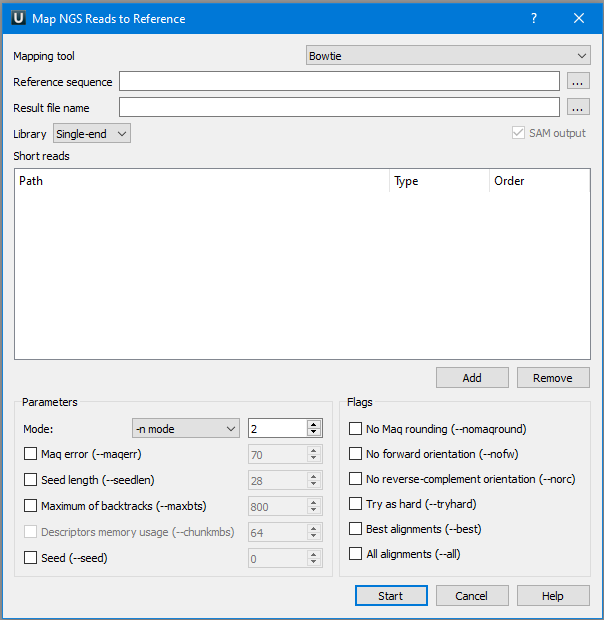 U Map NGS Reads to Reference ?
Mapping tool Bowtie
Reference sequence ...
Result file name ...
Library Single-end SAM output
Short reads
Path Type Order
Add Remove
Parameters
Mode: -n mode 2
Maq error (--maqerr) 70
Seed length (--seedlen) 28
Maximum of backtracks (--maxbts) 800
Descriptors memory usage (--chunkmbs) 64
Seed (--seed) 0
Flags
No Maq rounding (--nomaqround)
No forward orientation (--nofw)
No reverse-complement orientation (--norc)
Try as hard (--tryhard)
Best alignments (--best)
All alignments (--all)
Start Cancel Help